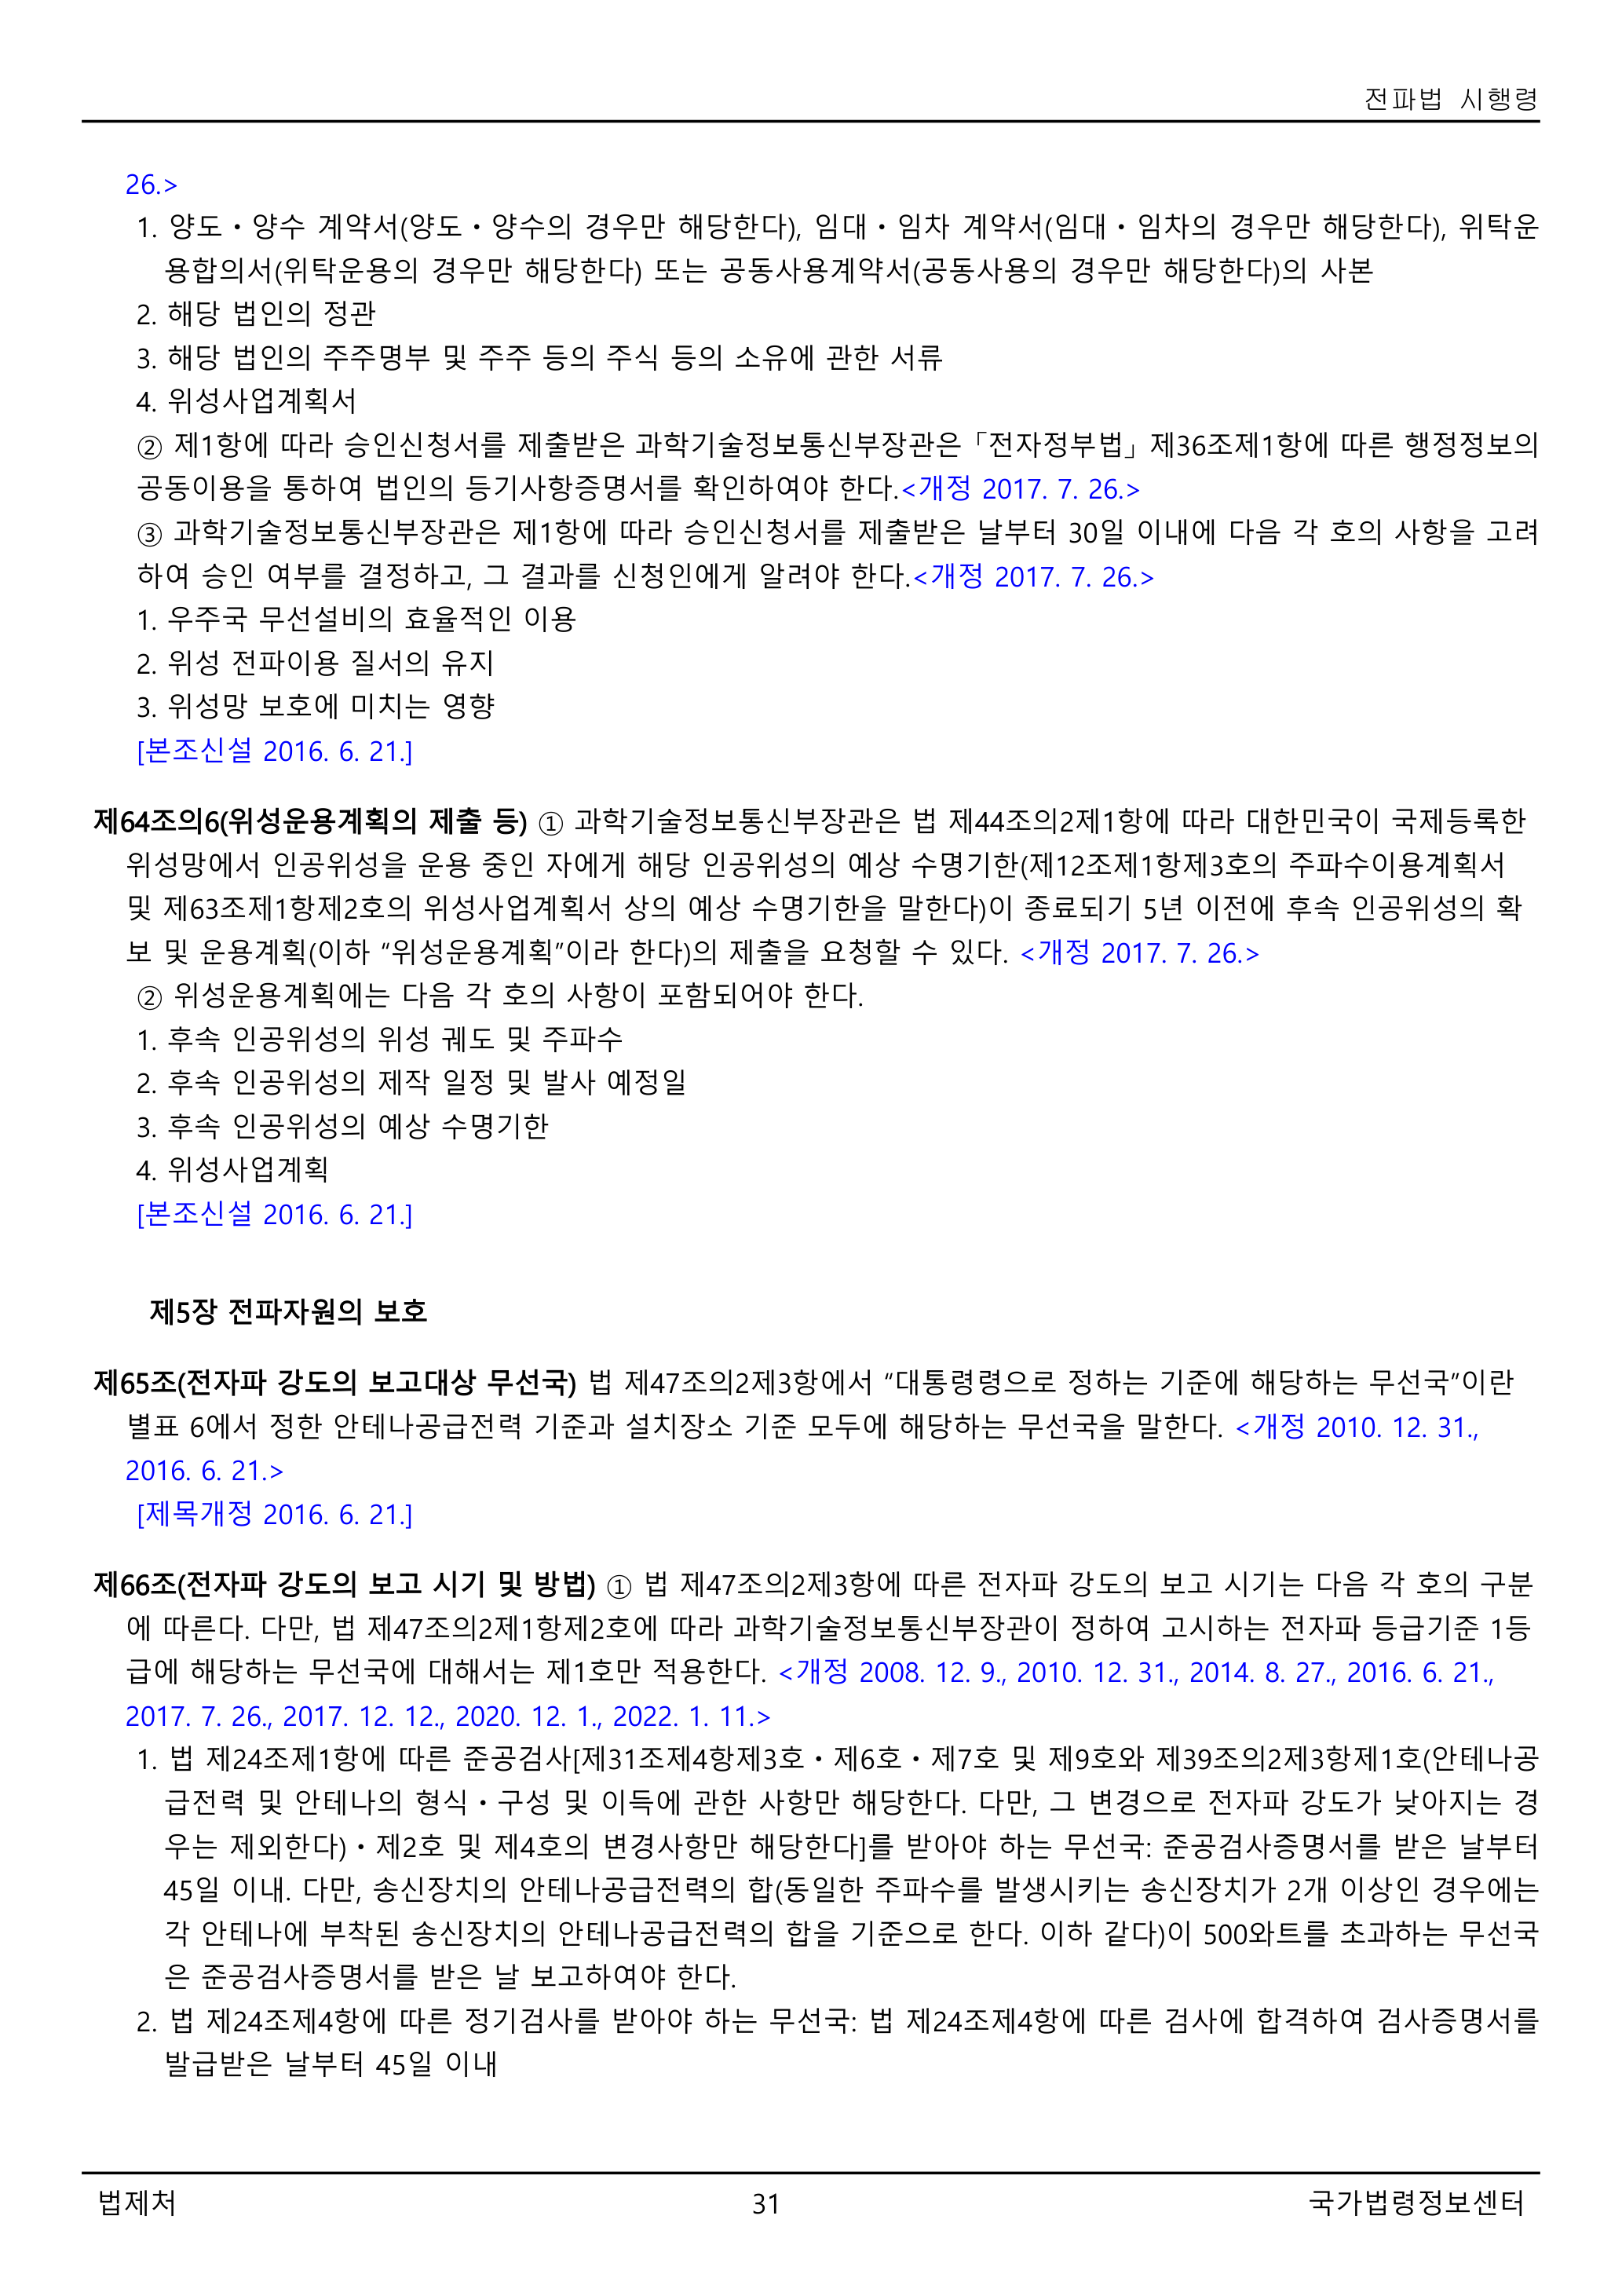 전파법 시행령
26.>
1. 양도·양수 계약서(양도·양수의 경우만 해당한다), 임대·임차 계약서(임대·임차의 경우만 해당한다), 위탁운
용합의서(위탁운용의 경우만 해당한다) 또는 공동사용계약서(공동사용의 경우만 해당한다)의 사본
2. 해당 법인의 정관
3. 해당 법인의 주주명부 및 주주 등의 주식 등의 소유에 관한 서류
4. 위성사업계획서
② 제1항에 따라 승인신청서를 제출받은 과학기술정보통신부장관은 「전자정부법」 제36조제1항에 따른 행정정보의
공동이용을 통하여 법인의 등기사항증명서를 확인하여야 한다.<개정 2017. 7. 26.>
③ 과학기술정보통신부장관은 제1항에 따라 승인신청서를 제출받은 날부터 30일 이내에 다음 각 호의 사항을 고려
하여 승인 여부를 결정하고, 그 결과를 신청인에게 알려야 한다.<개정 2017. 7. 26.>
1. 우주국 무선설비의 효율적인 이용
2. 위성 전파이용 질서의 유지
3. 위성망 보호에 미치는 영향
[본조신설 2016. 6. 21.]
제64조의6(위성운용계획의 제출 등) ① 과학기술정보통신부장관은 법 제44조의2제1항에 따라 대한민국이 국제등록한
위성망에서 인공위성을 운용 중인 자에게 해당 인공위성의 예상 수명기한(제12조제1항제3호의 주파수이용계획서
및 제63조제1항제2호의 위성사업계획서 상의 예상 수명기한을 말한다)이 종료되기 5년 이전에 후속 인공위성의 확
보 및 운용계획(이하 “위성운용계획”이라 한다)의 제출을 요청할 수 있다. <개정 2017. 7. 26.>
② 위성운용계획에는 다음 각 호의 사항이 포함되어야 한다.
1. 후속 인공위성의 위성 궤도 및 주파수
2. 후속 인공위성의 제작 일정 및 발사 예정일
3. 후속 인공위성의 예상 수명기한
4. 위성사업계획
[본조신설 2016. 6. 21.]
제5장 전파자원의 보호
제65조(전자파 강도의 보고대상 무선국) 법 제47조의2제3항에서 “대통령령으로 정하는 기준에 해당하는 무선국”이란
별표 6에서 정한 안테나공급전력 기준과 설치장소 기준 모두에 해당하는 무선국을 말한다. <개정 2010. 12. 31.,
2016. 6. 21.>
[제목개정 2016. 6. 21.]
제66조(전자파 강도의 보고 시기 및 방법) ① 법 제47조의2제3항에 따른 전자파 강도의 보고 시기는 다음 각 호의 구분
에 따른다. 다만, 법 제47조의2제1항제2호에 따라 과학기술정보통신부장관이 정하여 고시하는 전자파 등급기준 1등
급에 해당하는 무선국에 대해서는 제1호만 적용한다. <개정 2008. 12. 9., 2010. 12. 31., 2014. 8. 27., 2016. 6. 21.,
2017. 7. 26., 2017. 12. 12., 2020. 12. 1., 2022. 1. 11.>
1. 법 제24조제1항에 따른 준공검사[제31조제4항제3호·제6호·제7호 및 제9호와 제39조의2제3항제1호(안테나공
급전력 및 안테나의 형식·구성 및 이득에 관한 사항만 해당한다. 다만, 그 변경으로 전자파 강도가 낮아지는 경
우는 제외한다)·제2호 및 제4호의 변경사항만 해당한다]를 받아야 하는 무선국: 준공검사증명서를 받은 날부터
45일 이내. 다만, 송신장치의 안테나공급전력의 합(동일한 주파수를 발생시키는 송신장치가 2개 이상인 경우에는
각 안테나에 부착된 송신장치의 안테나공급전력의 합을 기준으로 한다. 이하 같다)이 500와트를 초과하는 무선국
은 준공검사증명서를 받은 날 보고하여야 한다.
2. 법 제24조제4항에 따른 정기검사를 받아야 하는 무선국: 법 제24조제4항에 따른 검사에 합격하여 검사증명서를
발급받은 날부터 45일 이내
법제처
31
국가법령정보센터